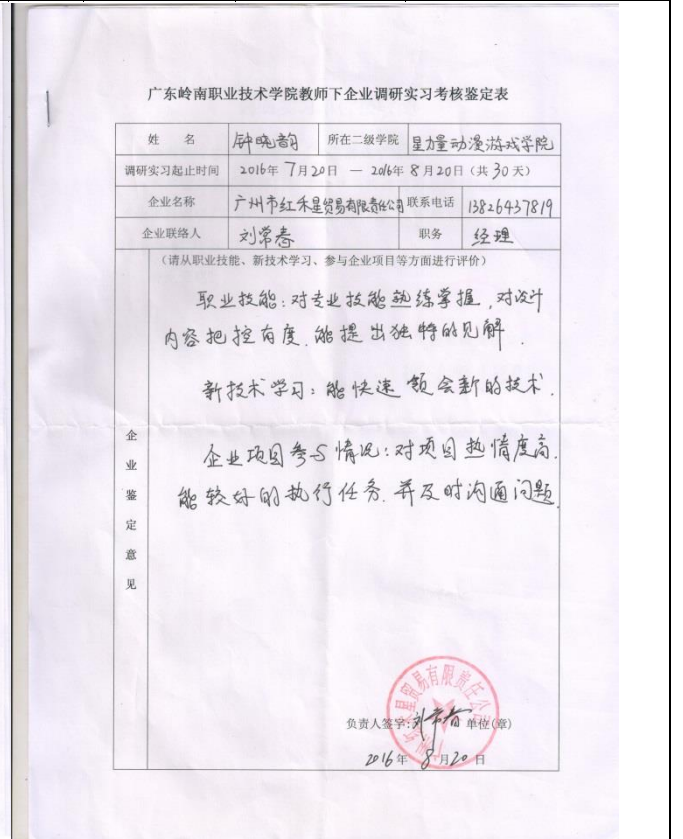 广东岭南职业技术学院教师下企业调研实习考核鉴定表
姓 名 钟晓韵 所在二级学院 星力量动漫游戏学院
调研实习起止时间 2016年 7月20日 — 2016年 8月20日（共30天）
企业名称 广州市红禾星贸易有限责任公司 联系电话 13826437819
企业联络人 刘常春 职务 经理
（请从职业技能、新技术学习、参与企业项目等方面进行评价）
职业技能：对专业技能熟练掌握，对设计
内容把控有度，能提出独特的见解．
新技术学习：能快速领会新的技术．
企业项目参与情况：对项目热情度高，
能较好的执行任务．并及时沟通问题．
企业鉴定意见
星贸易有限责任公司
负责人签字：刘常春 单位（章）
2016年 8月20日